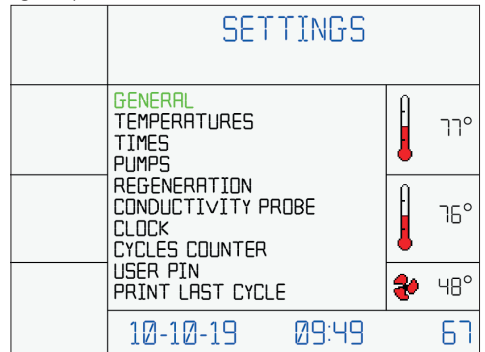 SETTINGS
GENERAL
TEMPERATURES
TIMES
PUMPS
REGENERATION
CONDUCTIVITY PROBE
CLOCK
CYCLES COUNTER
USER PIN
PRINT LAST CYCLE
77°
76°
48°
10-10-19 09:49 67